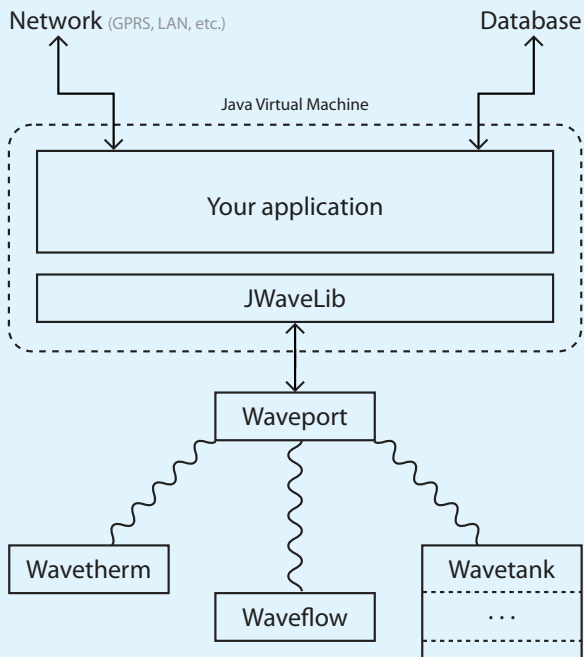 Network (GPRS, LAN, etc.)
Database
Java Virtual Machine
Your application
JWaveLib
Waveport
Wavetherm
Wavetank
Waveflow
...